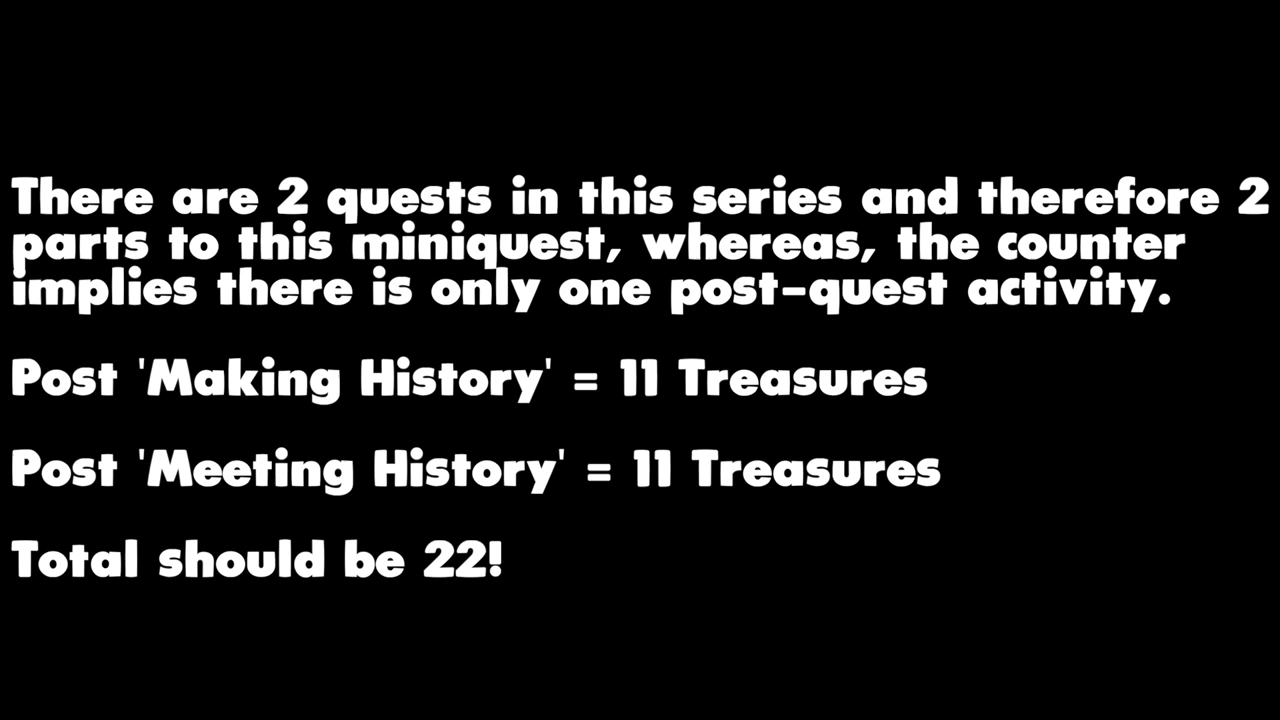 There are 2 quests in this series and therefore 2
parts to this miniquest, whereas, the counter
implies there is only one post-quest activity.
Post 'Making History' = 11 Treasures
Post 'Meeting History' = 11 Treasures
Total should be 22!